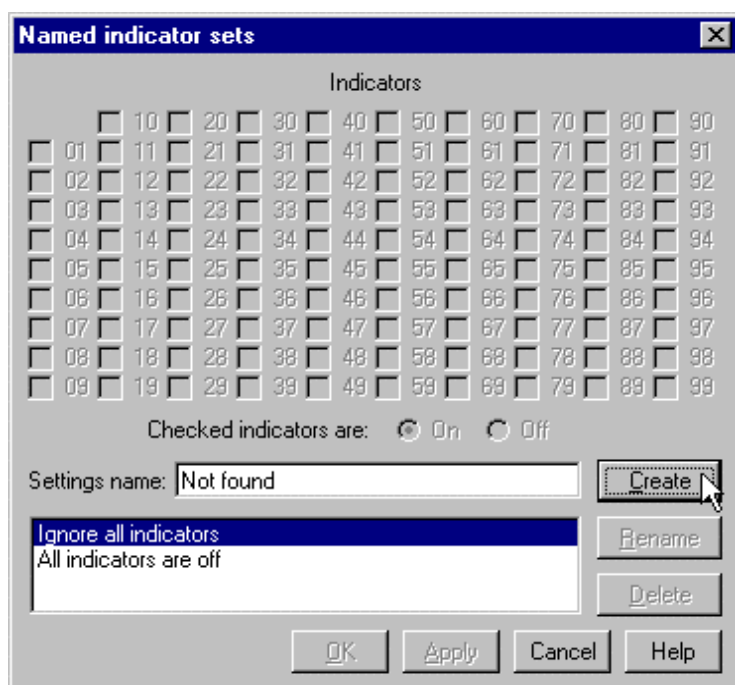 Named indicator sets
Indicators
10 20 30 40 50 60 70 80 90
01 11 21 31 41 51 61 71 81 91
02 12 22 32 42 52 62 72 82 92
03 13 23 33 43 53 63 73 83 93
04 14 24 34 44 54 64 74 84 94
05 15 25 35 45 55 65 75 85 95
06 16 26 36 46 56 66 76 86 96
07 17 27 37 47 57 67 77 87 97
08 18 28 38 48 58 68 78 88 98
09 19 29 39 49 59 69 79 89 99
Checked indicators are: On Off
Settings name: Not found Create
Ignore all indicators Rename
All indicators are off
Delete
OK Apply Cancel Help